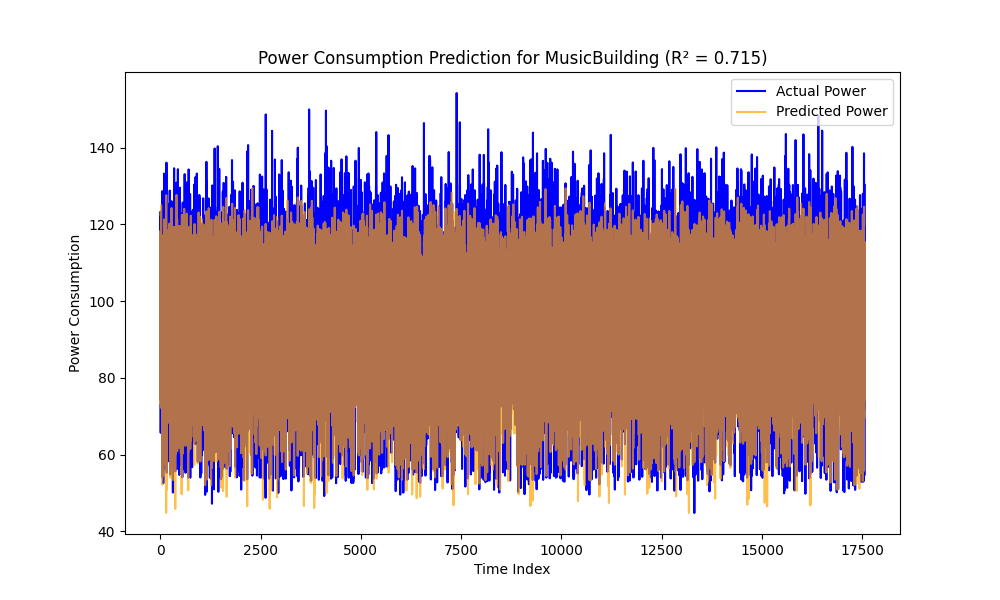 Power Consumption Prediction for MusicBuilding (R² = 0.715)
Actual Power
Predicted Power
Power Consumption
140
120
100
80
60
40
0 2500 5000 7500 10000 12500 15000 17500
Time Index